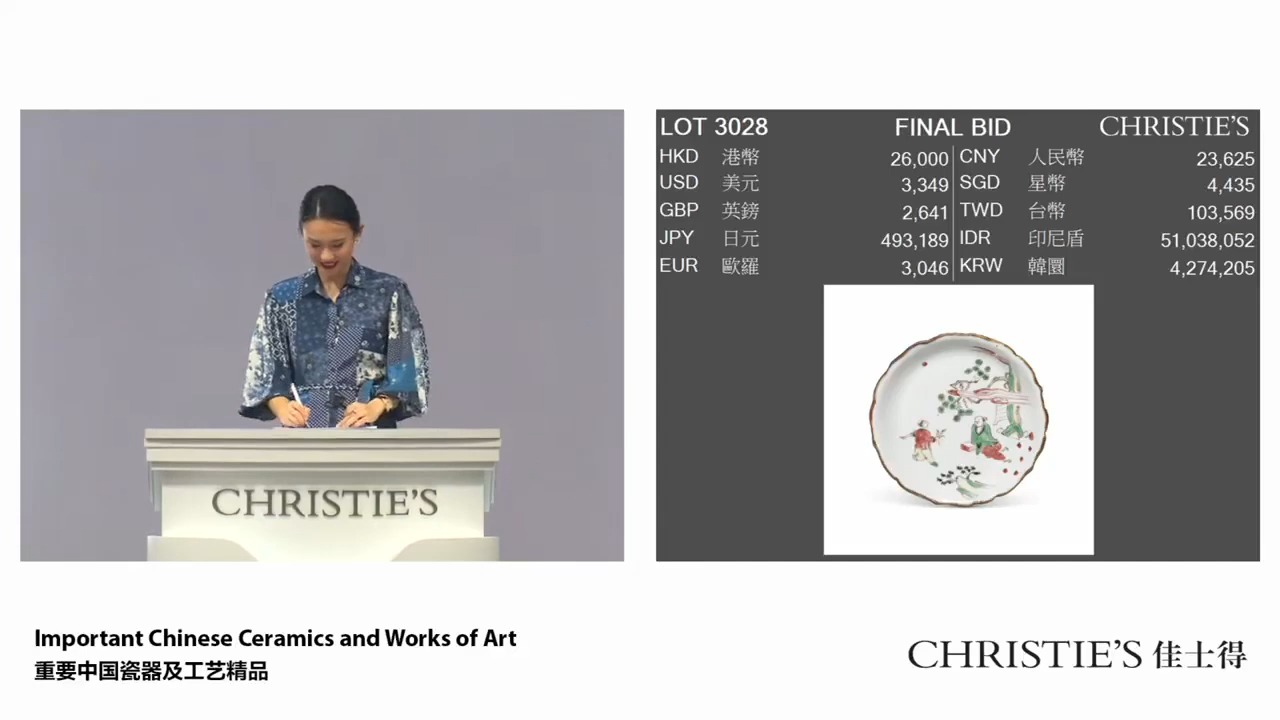 CHRISTIE'S
LOT 3028 FINAL BID CHRISTIE'S
HKD 港幣 26,000 CNY 人民幣 23,625
USD 美元 3,349 SGD 星幣 4,435
GBP 英鎊 2,641 TWD 台幣 103,569
JPY 日元 493,189 IDR 印尼盾 51,038,052
EUR 歐羅 3,046 KRW 韓圜 4,274,205
Important Chinese Ceramics and Works of Art
重要中国瓷器及工艺精品
CHRISTIE'S 佳士得